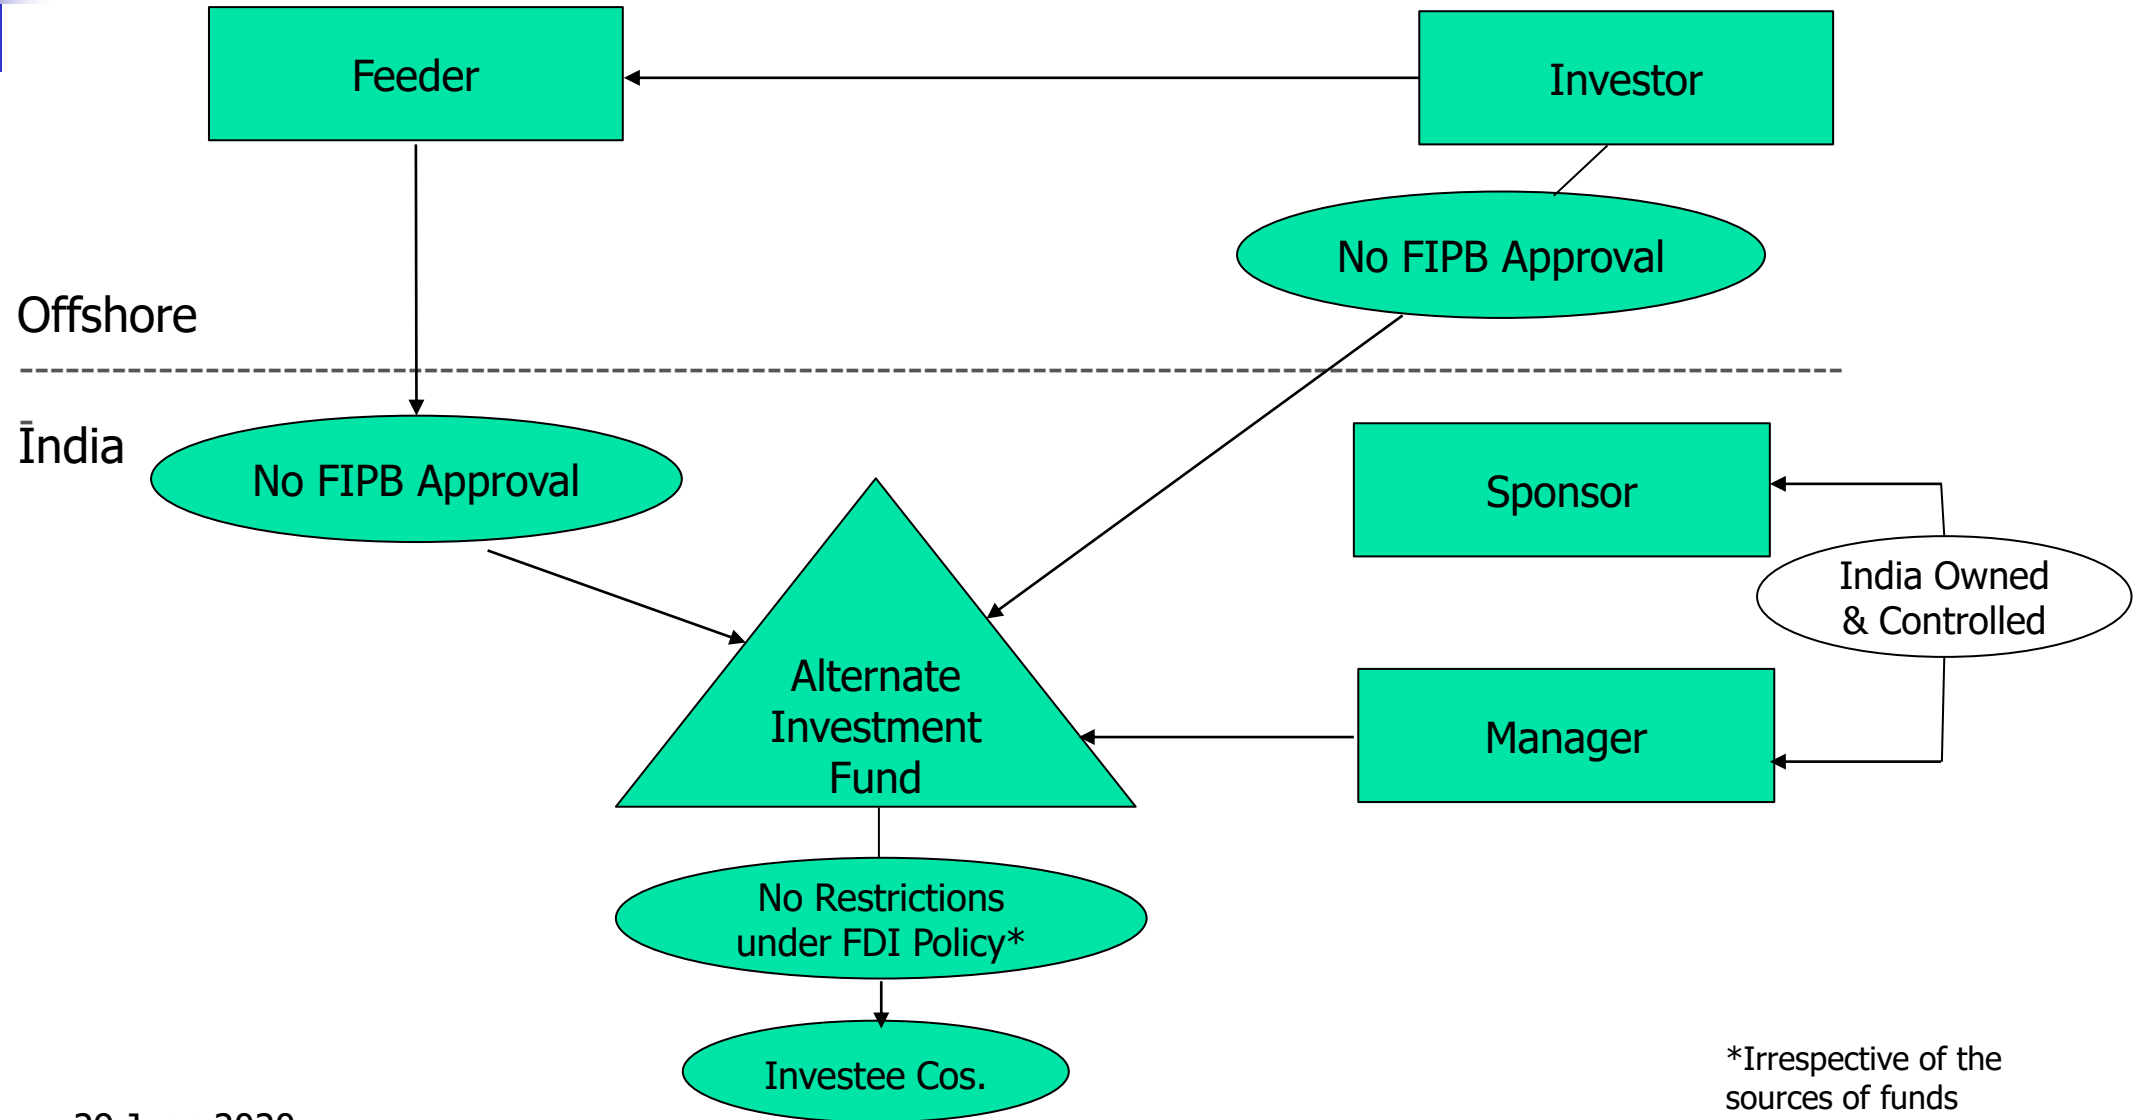 Feeder
Investor
No FIPB Approval
Offshore
India
No FIPB Approval
Sponsor
India Owned
& Controlled
Alternate
Investment
Fund
Manager
No Restrictions
under FDI Policy*
Investee Cos.
*Irrespective of the
sources of funds
2020